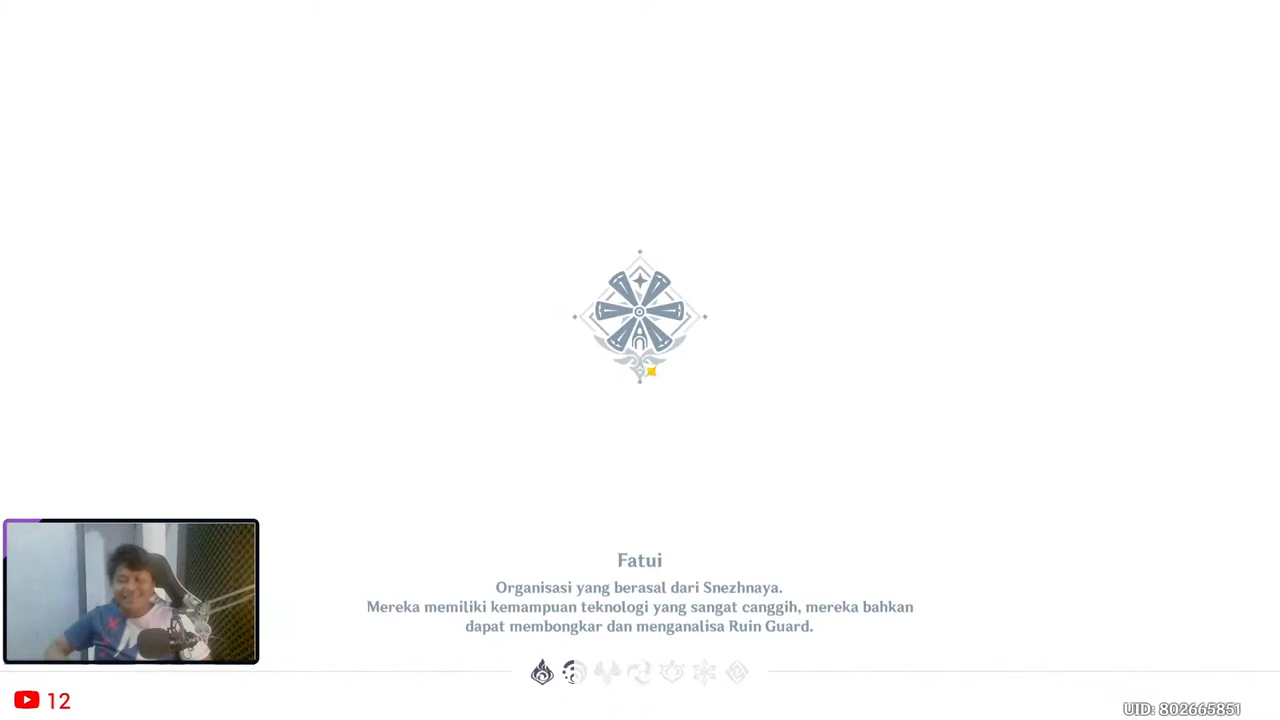 Fatui
Organisasi yang berasal dari Snezhnaya.
Mereka memiliki kemampuan teknologi yang sangat canggih, mereka bahkan
dapat membongkar dan menganalisa Ruin Guard.
12
UID: 802665851